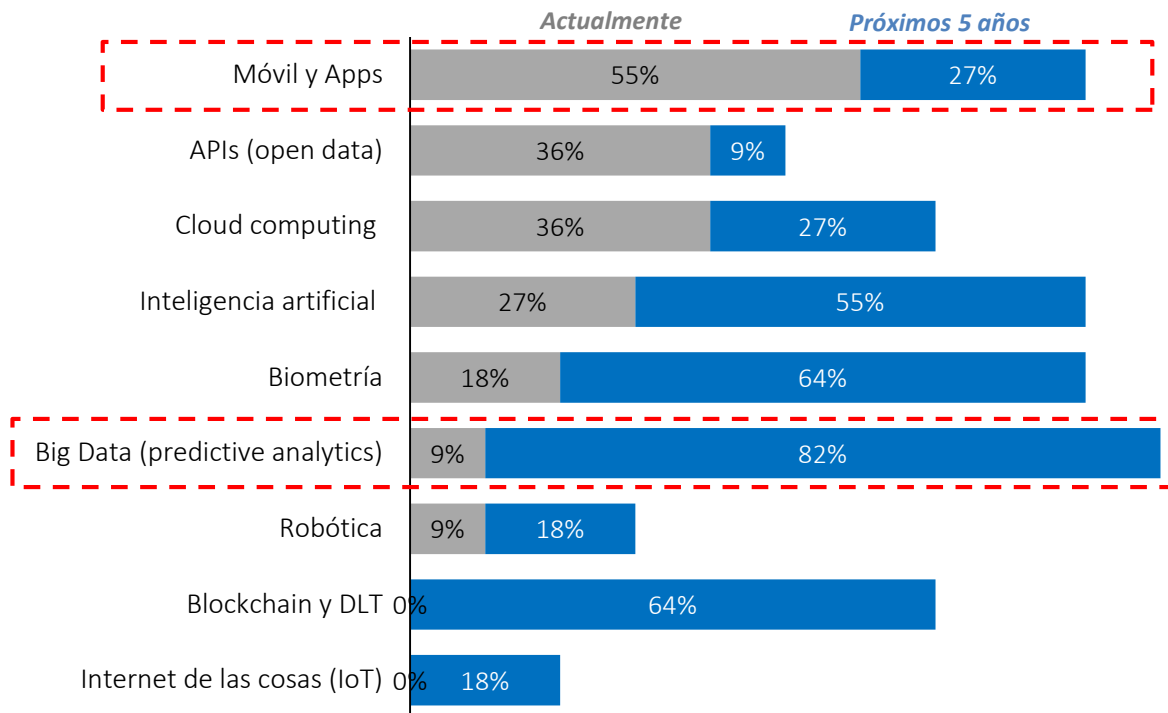 Actualmente Próximos 5 años
Móvil y Apps 55% 27%
APIs (open data) 36% 9%
Cloud computing 36% 27%
Inteligencia artificial 27% 55%
Biometría 18% 64%
Big Data (predictive analytics) 9% 82%
Robótica 9% 18%
Blockchain y DLT 0% 64%
Internet de las cosas (IoT) 0% 18%